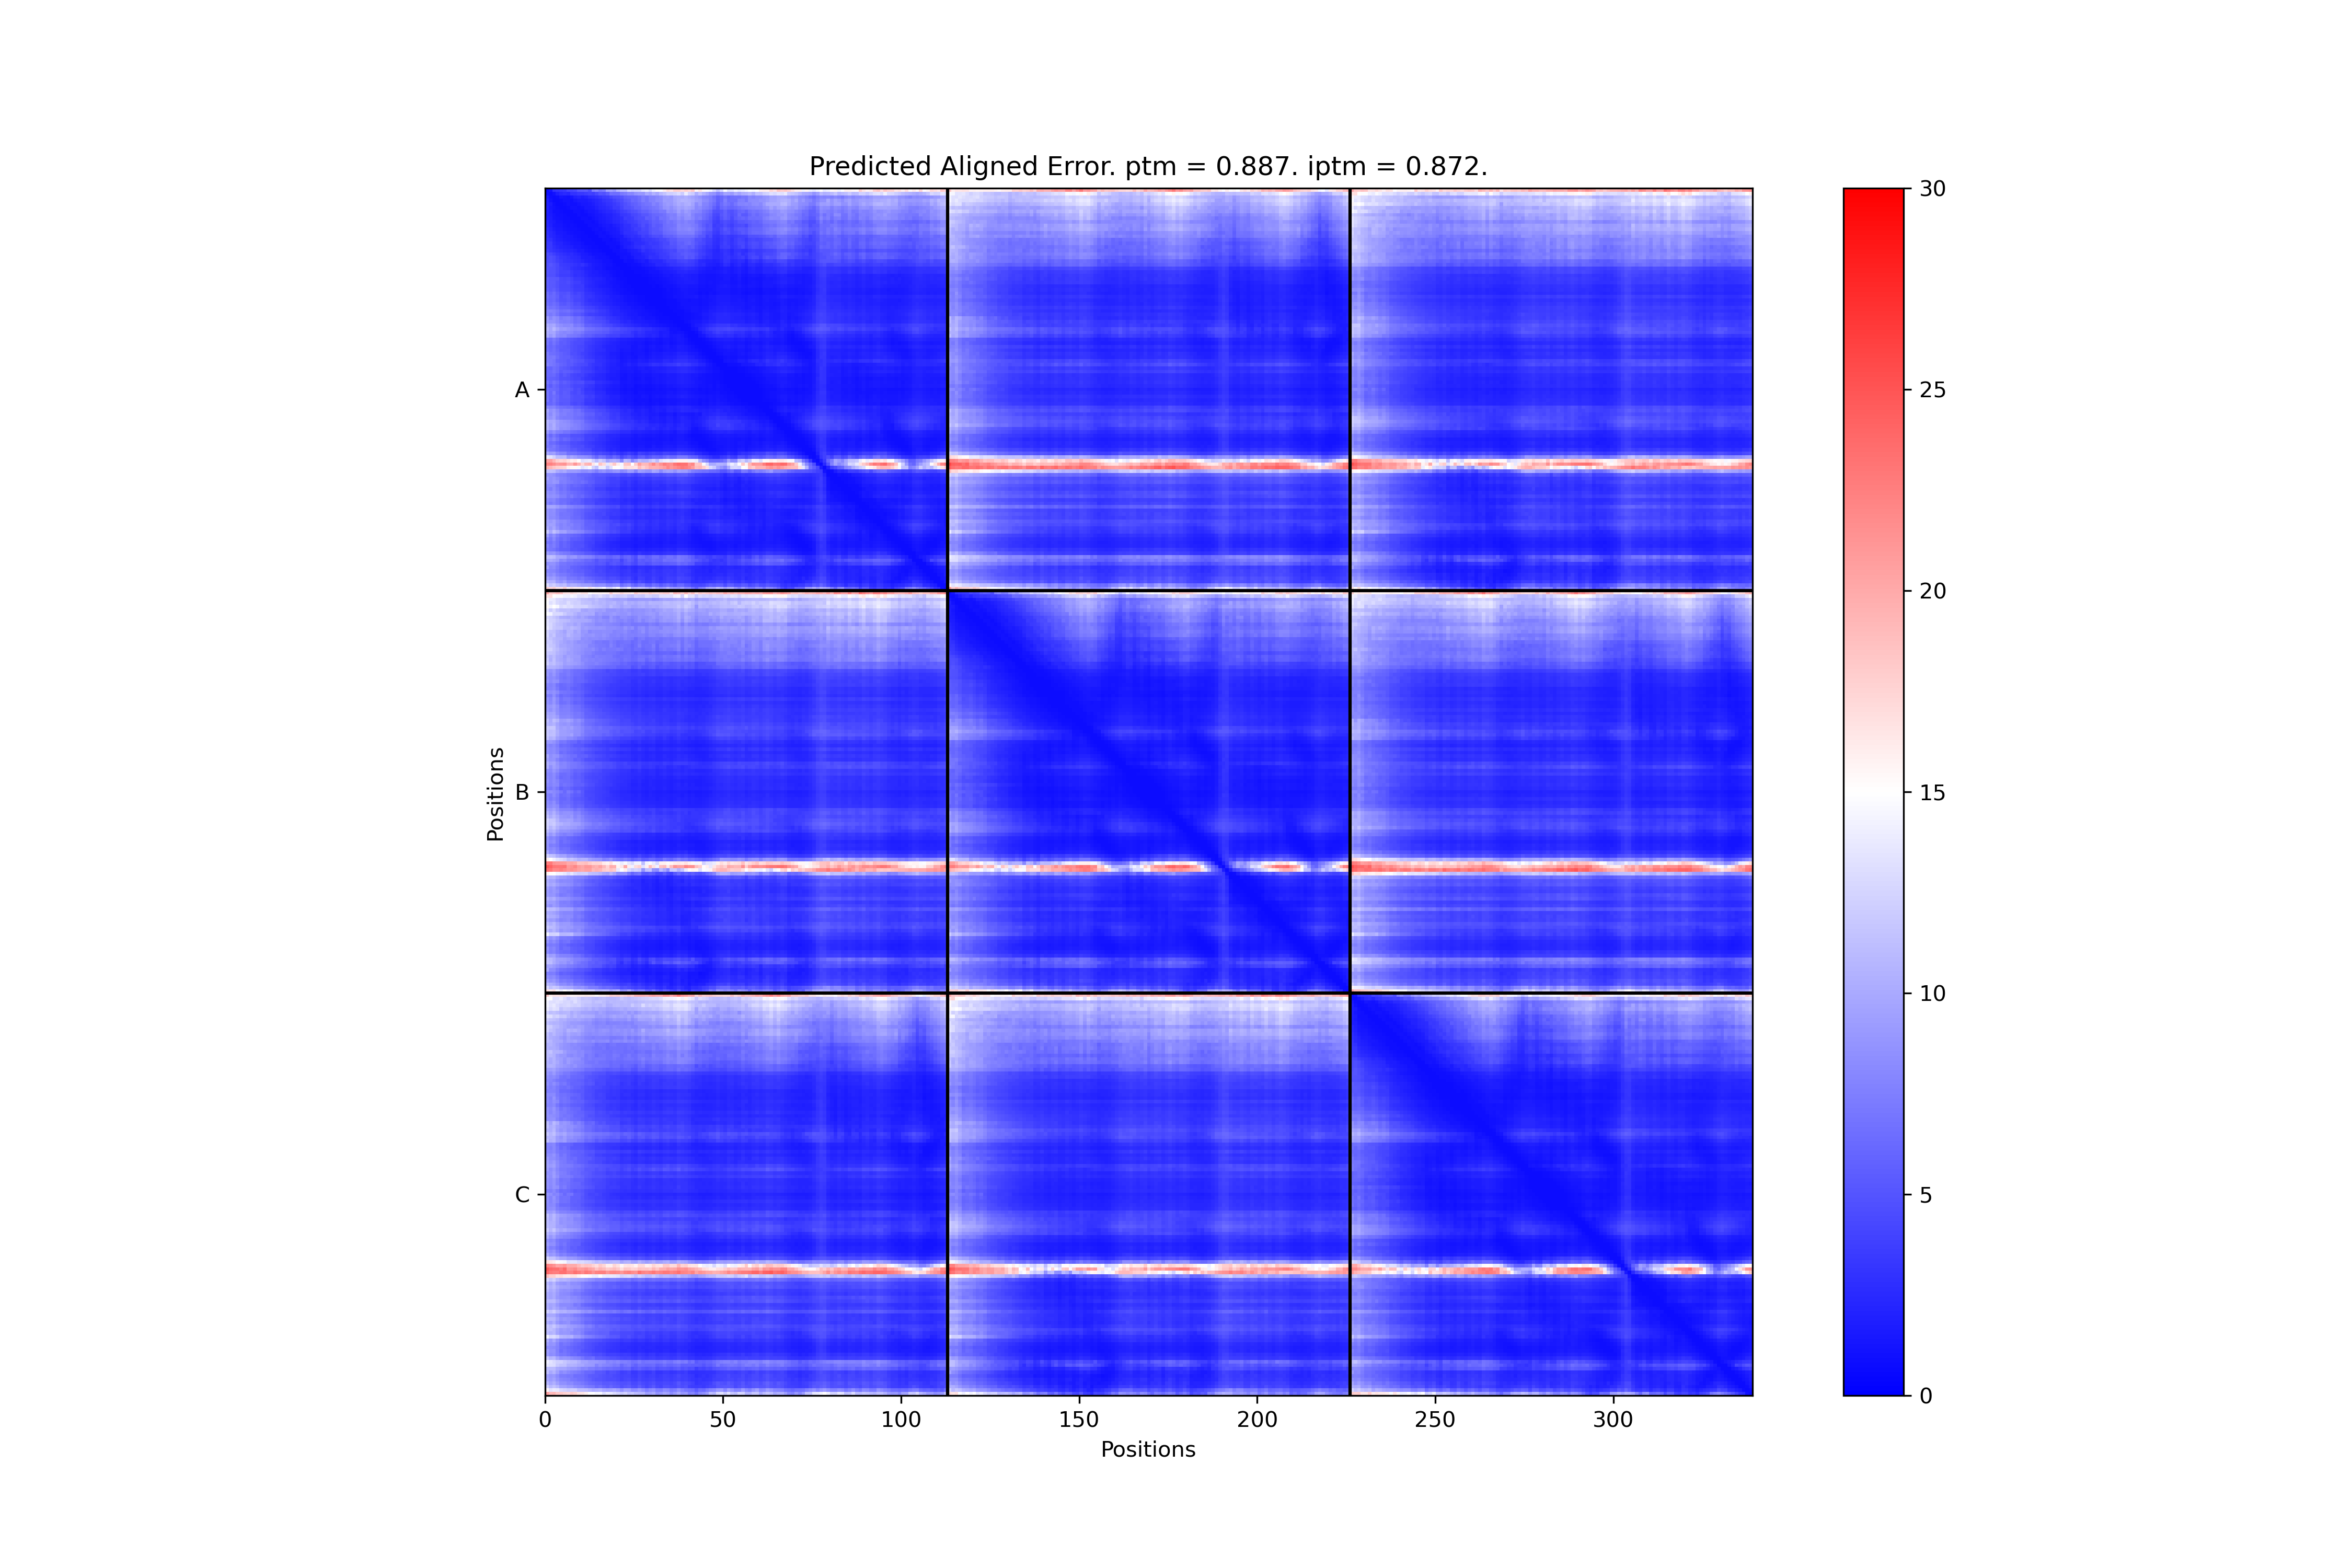 Predicted Aligned Error. ptm = 0.887. iptm = 0.872.
30
25
20
15
10
5
0
A
B
C
Positions
0 50 100 150 200 250 300
Positions